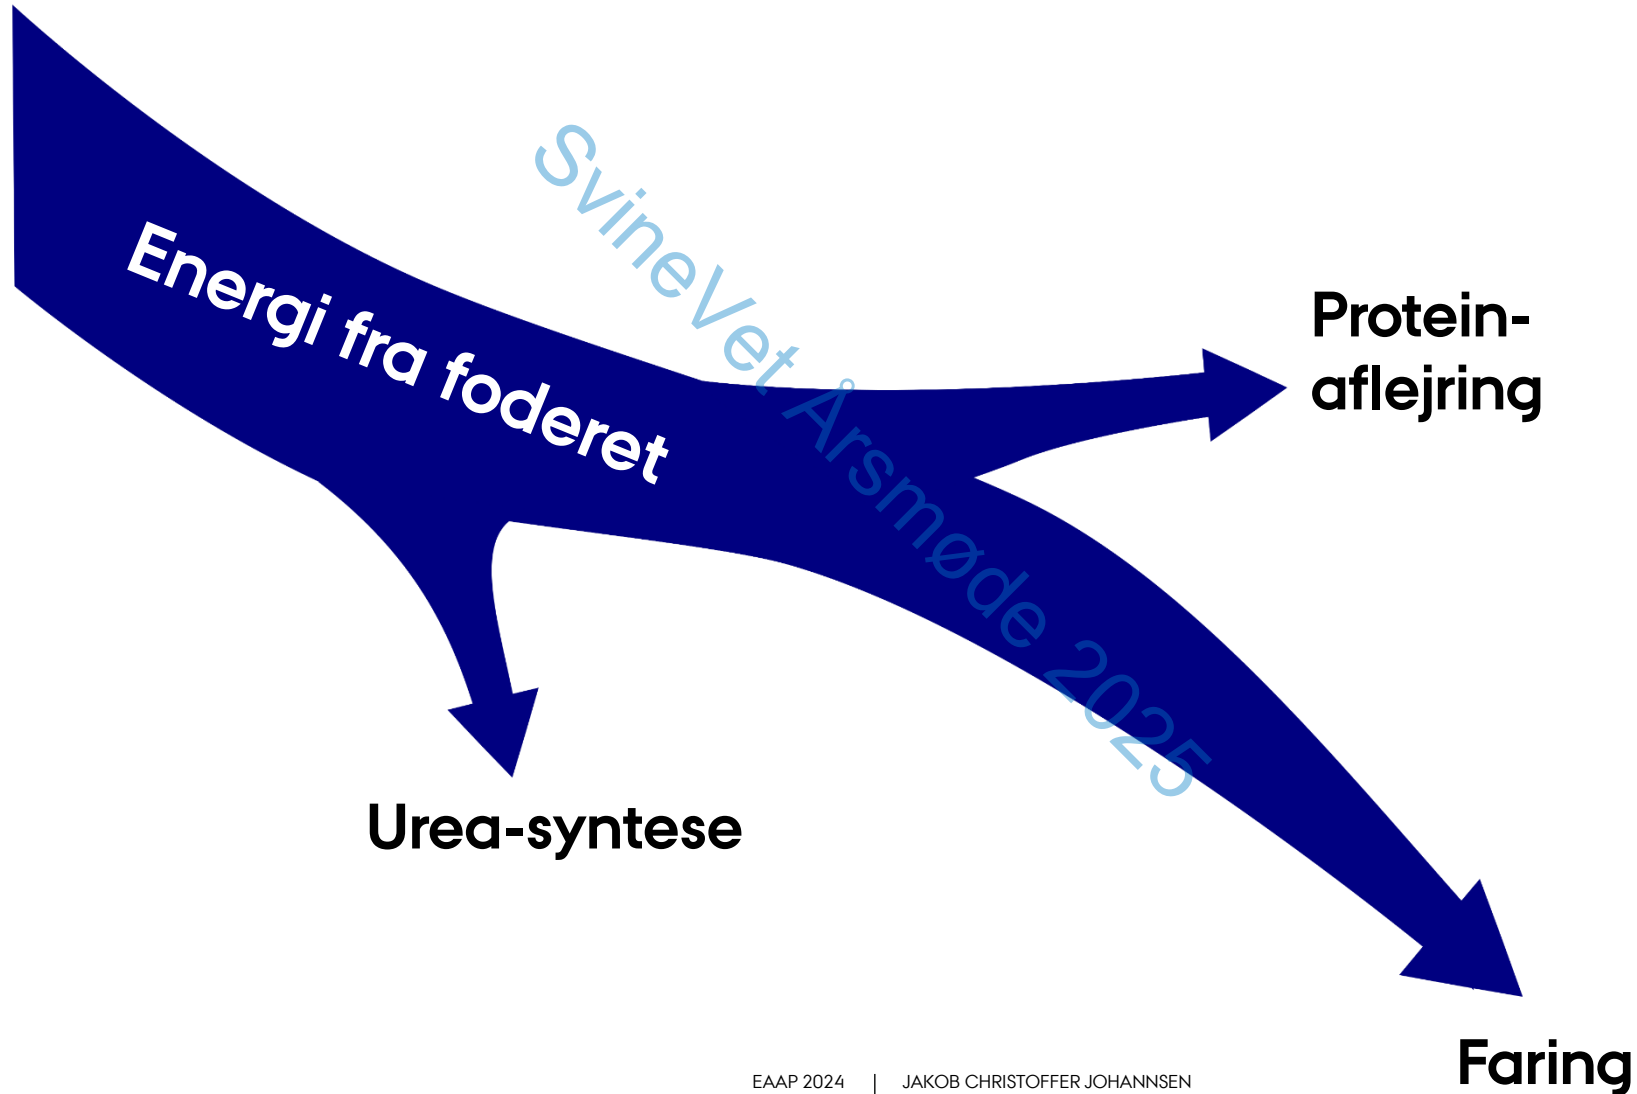 Energi fra foderet
SvineVet Årsmøde 2025
Protein-
aflejring
Urea-syntese
Faring
EAAP 2024 | JAKOB CHRISTOFFER JOHANNSEN